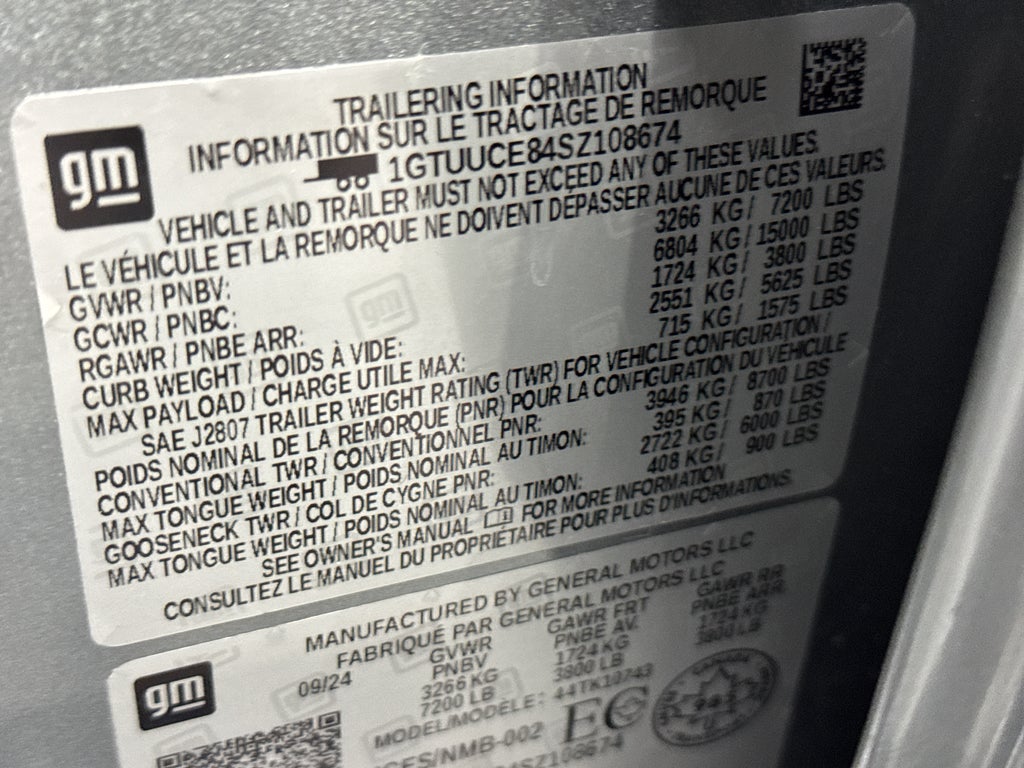 gm
TRAILERING INFORMATION
INFORMATION SUR LE TRACTAGE DE REMORQUE
1GTUUCE84SZ108674
VEHICLE AND TRAILER MUST NOT EXCEED ANY OF THESE VALUES.
LE VÉHICULE ET LA REMORQUE NE DOIVENT DÉPASSER AUCUNE DE CES VALEURS.
GVWR / PNBV: 3266 KG / 7200 LBS
GCWR / PNBC: 6804 KG / 15000 LBS
RGAWR / PNBE ARR: 1724 KG / 3800 LBS
CURB WEIGHT / POIDS À VIDE: 2551 KG / 5625 LBS
MAX PAYLOAD / CHARGE UTILE MAX: 715 KG / 1575 LBS
SAE J2807 TRAILER WEIGHT RATING (TWR) FOR VEHICLE CONFIGURATION /
POIDS NOMINAL DE LA REMORQUE (PNR) POUR LA CONFIGURATION DU VÉHICULE
CONVENTIONAL TWR / CONVENTIONNEL PNR: 3946 KG / 8700 LBS
MAX TONGUE WEIGHT / POIDS NOMINAL AU TIMON: 395 KG / 870 LBS
GOOSENECK TWR / COL DE CYGNE PNR: 2722 KG / 6000 LBS
MAX TONGUE WEIGHT / POIDS NOMINAL AU TIMON: 408 KG / 900 LBS
SEE OWNER'S MANUAL FOR MORE INFORMATION
CONSULTEZ LE MANUEL DU PROPRIÉTAIRE POUR PLUS D'INFORMATIONS.
gm
MANUFACTURED BY GENERAL MOTORS LLC
FABRIQUÉ PAR GENERAL MOTORS LLC
GVWR GAWR FRT GAWR RR
PNBV PNBE AV. PNBE ARR.
09/24 3266 KG 1724 KG 1724 KG
7200 LB 3800 LB 3800 LB
MODEL/MODÈLE: 44TK10743
/NMB-002 EC
4SZ108674